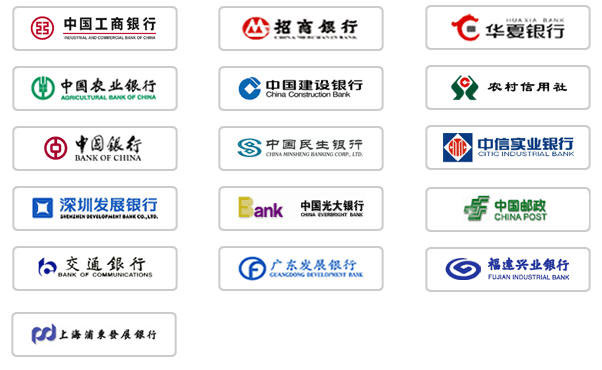 中国工商银行
INDUSTRIAL AND COMMERCIAL BANK OF CHINA
招商银行
CHINA MERCHANTS BANK
HUAXIA BANK
华夏银行
中国农业银行
AGRICULTURAL BANK OF CHINA
中国建设银行
China Construction Bank
农村信用社
中国银行
BANK OF CHINA
中国民生银行
CHINA MINSHENG BANKING CORP., LTD.
中信实业银行
CITIC INDUSTRIAL BANK
CITIC
深圳发展银行
SHENZHEN DEVELOPMENT BANK CO.,LTD.
Bank
中国光大银行
CHINA EVERBRIGHT BANK
中国邮政
CHINA POST
交通银行
BANK OF COMMUNICATIONS
广东发展银行
GUANGDONG DEVELOPMENT BANK
福建兴业银行
FUJIAN INDUSTRIAL BANK
上海浦東發展銀行